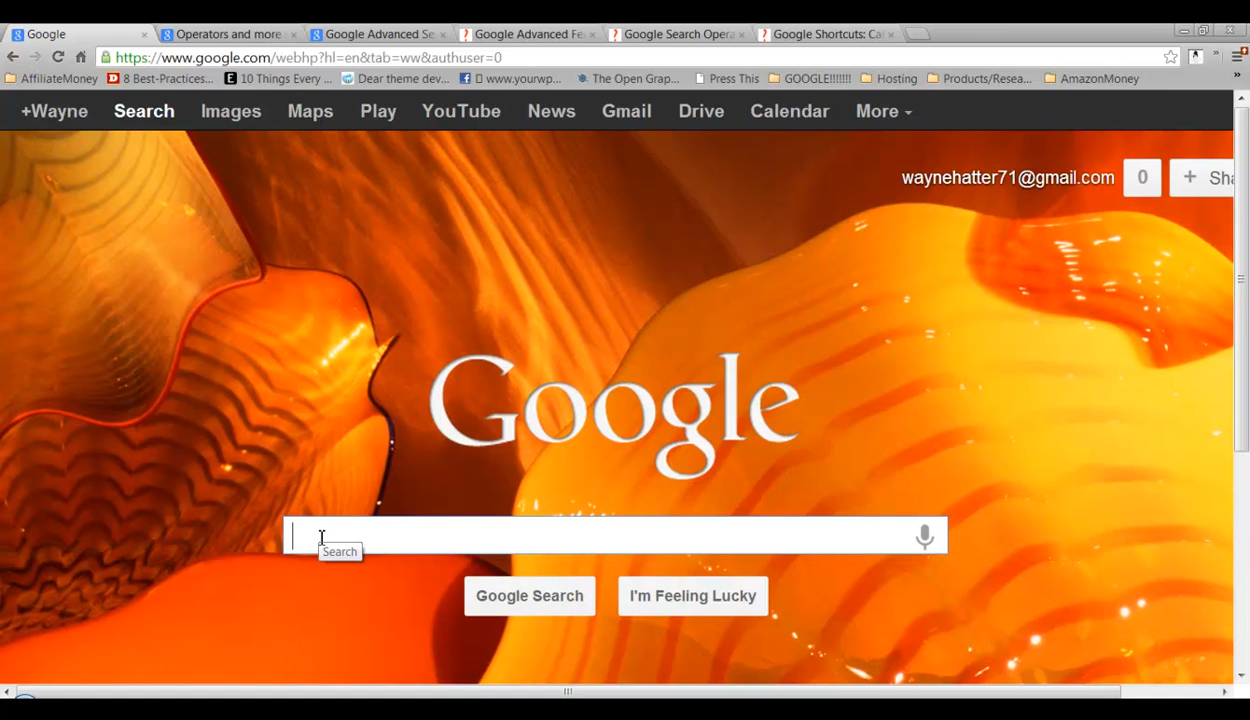 Google
Operators and more
Google Advanced Se
Google Advanced Fe
Google Search Oper
Google Shortcuts: Ca
https://www.google.com/webhp?hl=en&tab=ww&authuser=0
AffiliateMoney
8 Best-Practices...
10 Things Every ...
Dear theme dev...
www.yourwp...
The Open Grap...
Press This
GOOGLE!!!!!!!
Hosting
Products/Resea...
AmazonMoney
+Wayne Search Images Maps Play YouTube News Gmail Drive Calendar More
waynehatter71@gmail.com 0 + Sha
Google
Search
Google Search I'm Feeling Lucky